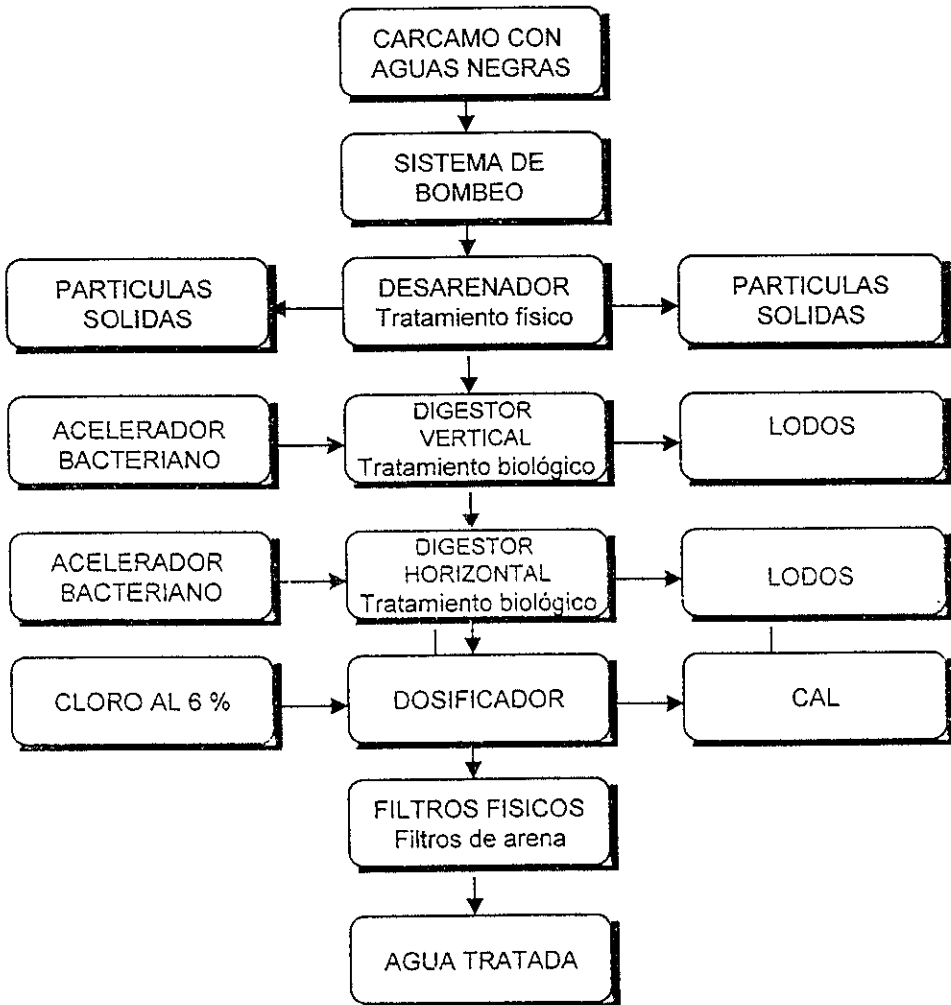 CARCAMO CON
AGUAS NEGRAS
SISTEMA DE
BOMBEO
PARTICULAS
SOLIDAS
DESARENADOR
Tratamiento físico
PARTICULAS
SOLIDAS
ACELERADOR
BACTERIANO
DIGESTOR
VERTICAL
Tratamiento biológico
LODOS
ACELERADOR
BACTERIANO
DIGESTOR
HORIZONTAL
Tratamiento biológico
LODOS
CLORO AL 6 %
DOSIFICADOR
CAL
FILTROS FISICOS
Filtros de arena
AGUA TRATADA